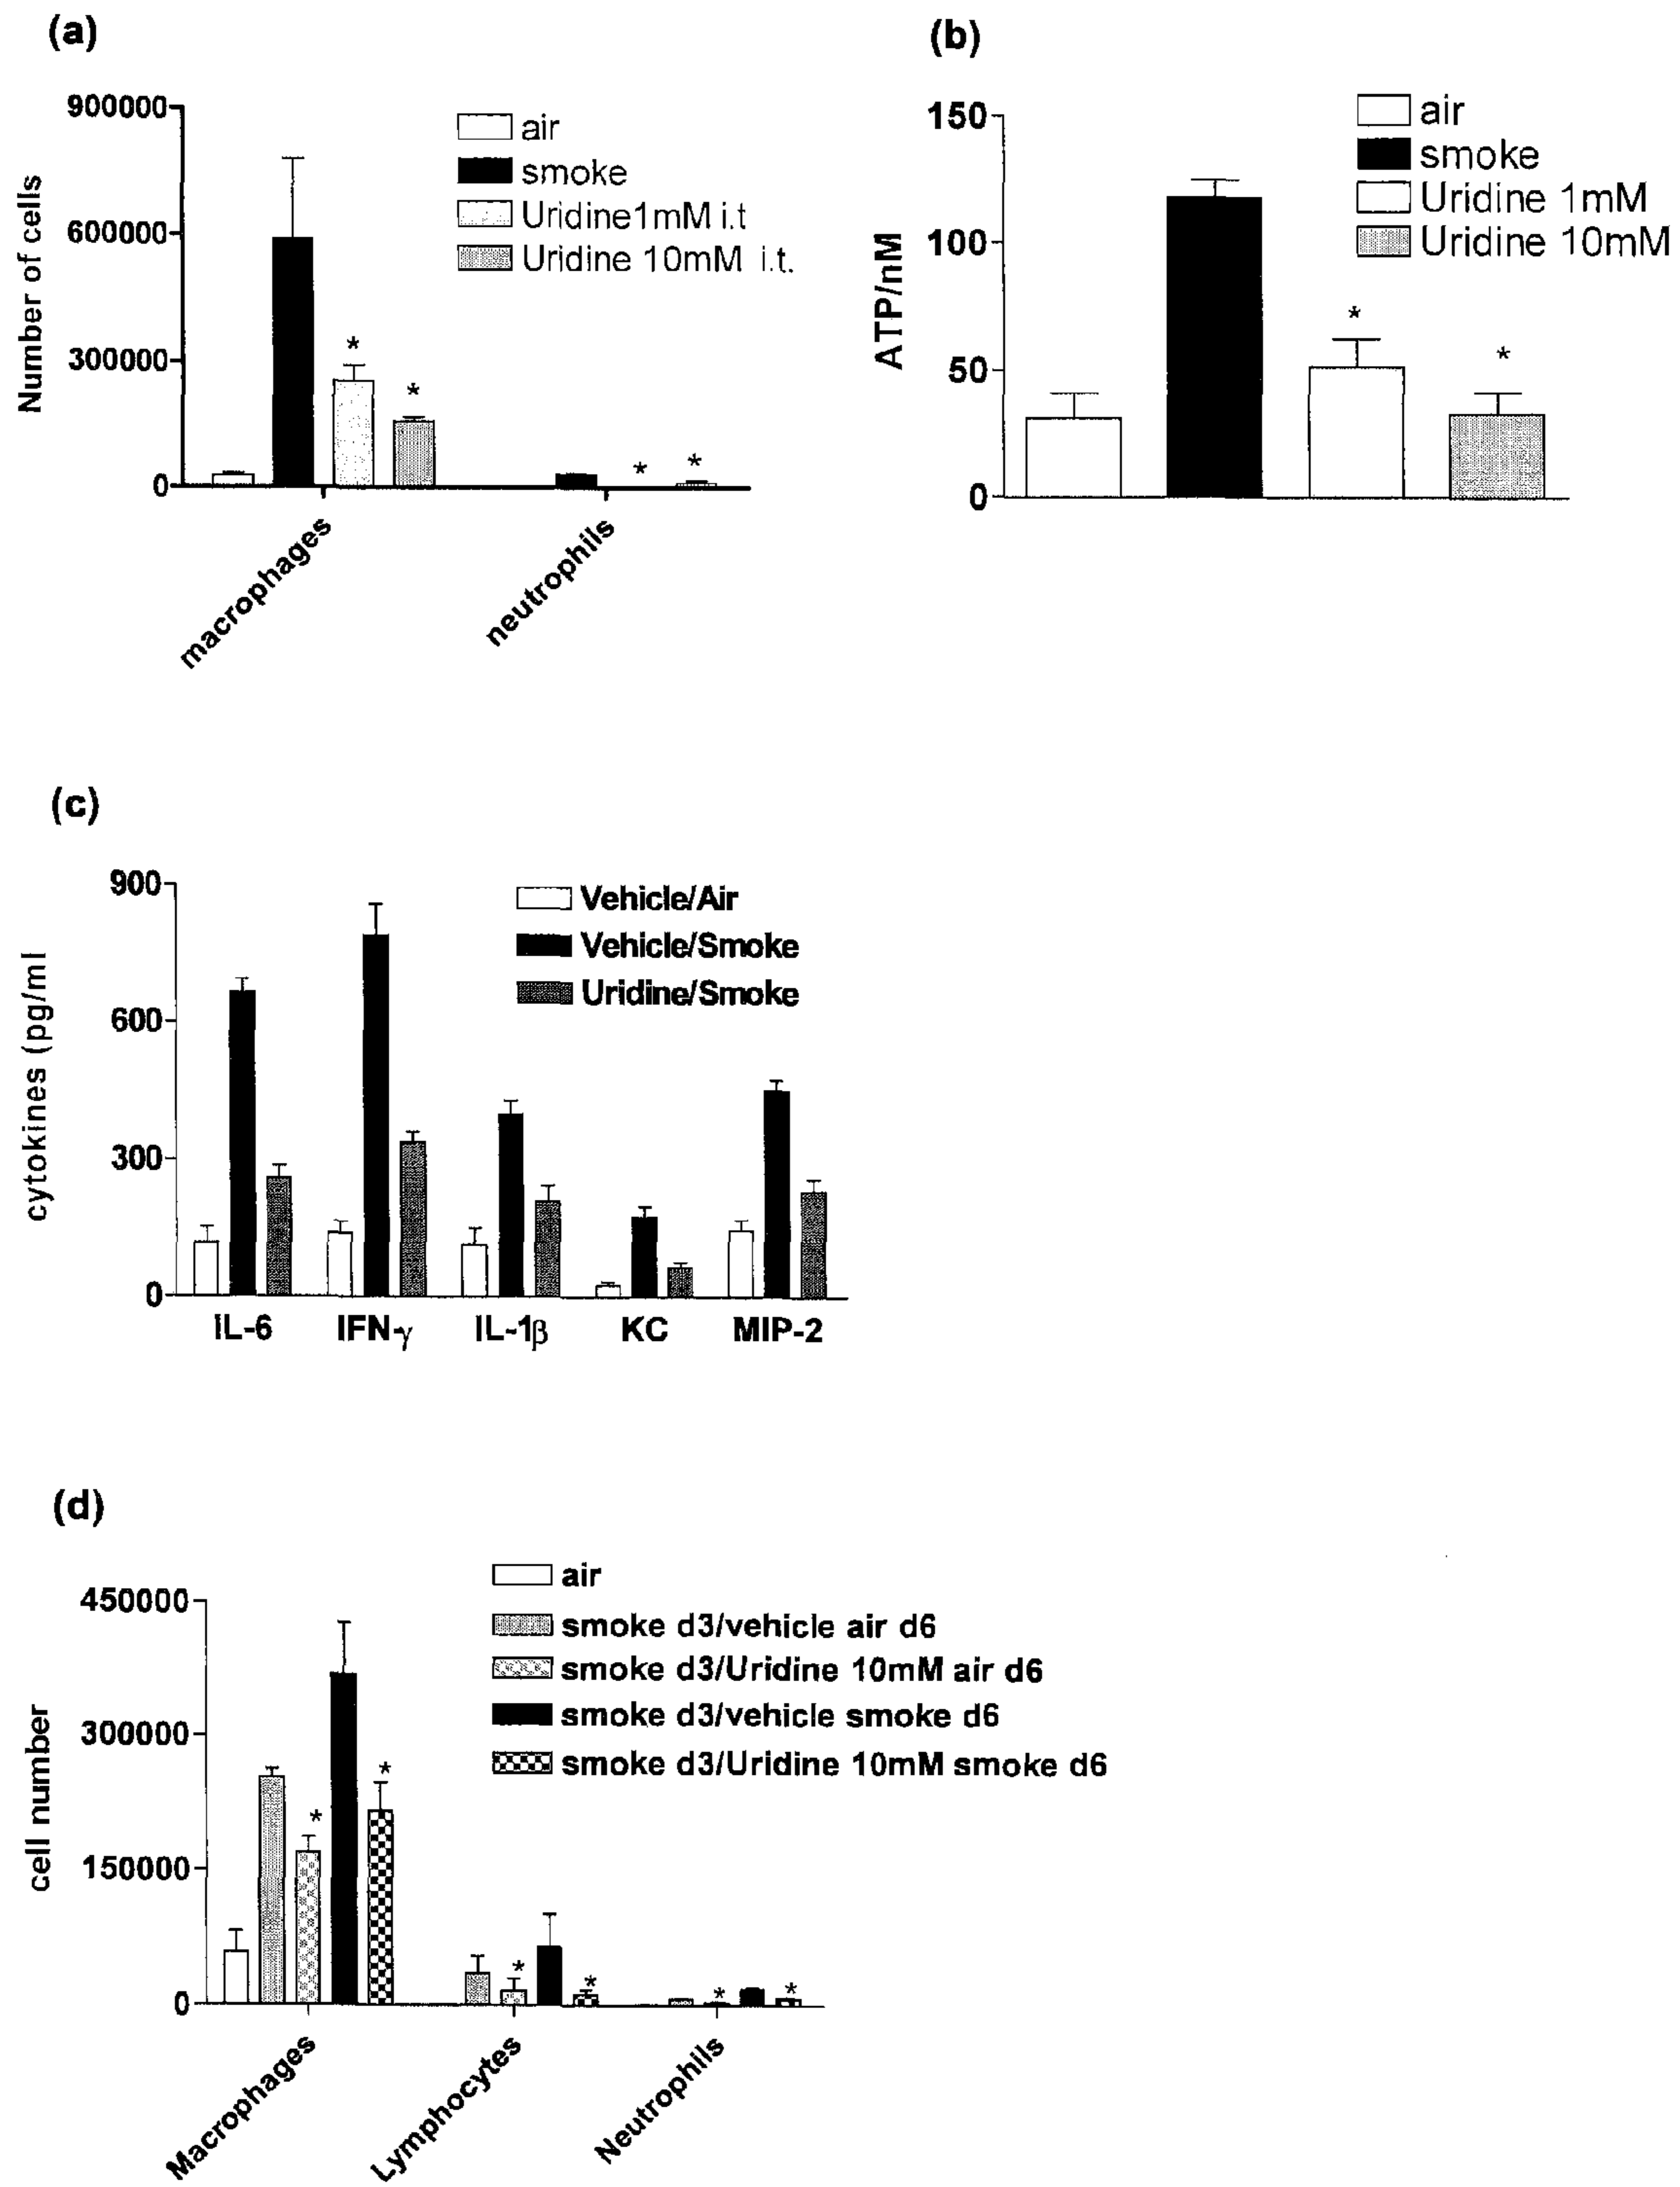 (a)
900000
600000
300000
0
Number of cells
air
smoke
Uridine1mM i.t
Uridine 10mM i.t.
*
*
*
*
macrophages
neutrophils
(b)
150
100
50
0
ATP/nM
air
smoke
Uridine 1mM
Uridine 10mM
*
*
(c)
900
600
300
0
cytokines (pg/ml
Vehicle/Air
Vehicle/Smoke
Uridine/Smoke
IL-6
IFN-γ
IL-1β
KC
MIP-2
(d)
450000
300000
150000
0
cell number
air
smoke d3/vehicle air d6
smoke d3/Uridine 10mM air d6
smoke d3/vehicle smoke d6
smoke d3/Uridine 10mM smoke d6
*
*
*
*
*
*
Macrophages
Lymphocytes
Neutrophils